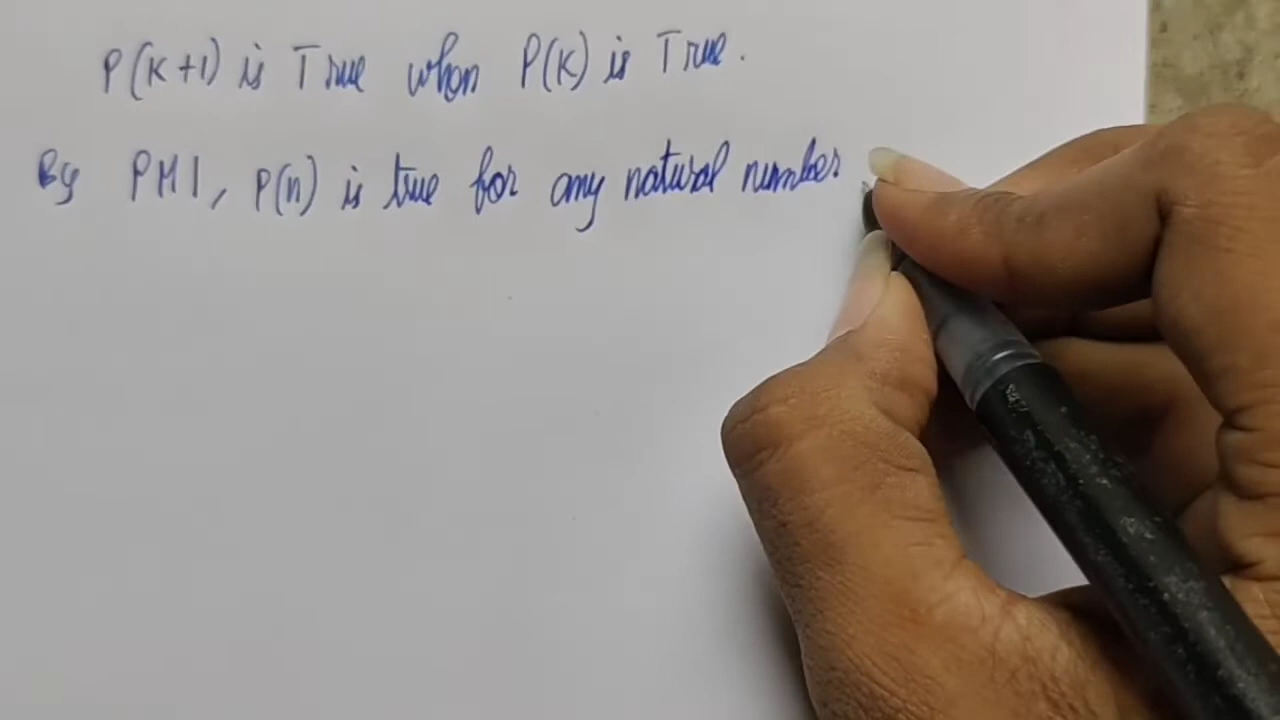 P(K+1) is True when P(K) is True.
By PMI, P(n) is true for any natural number